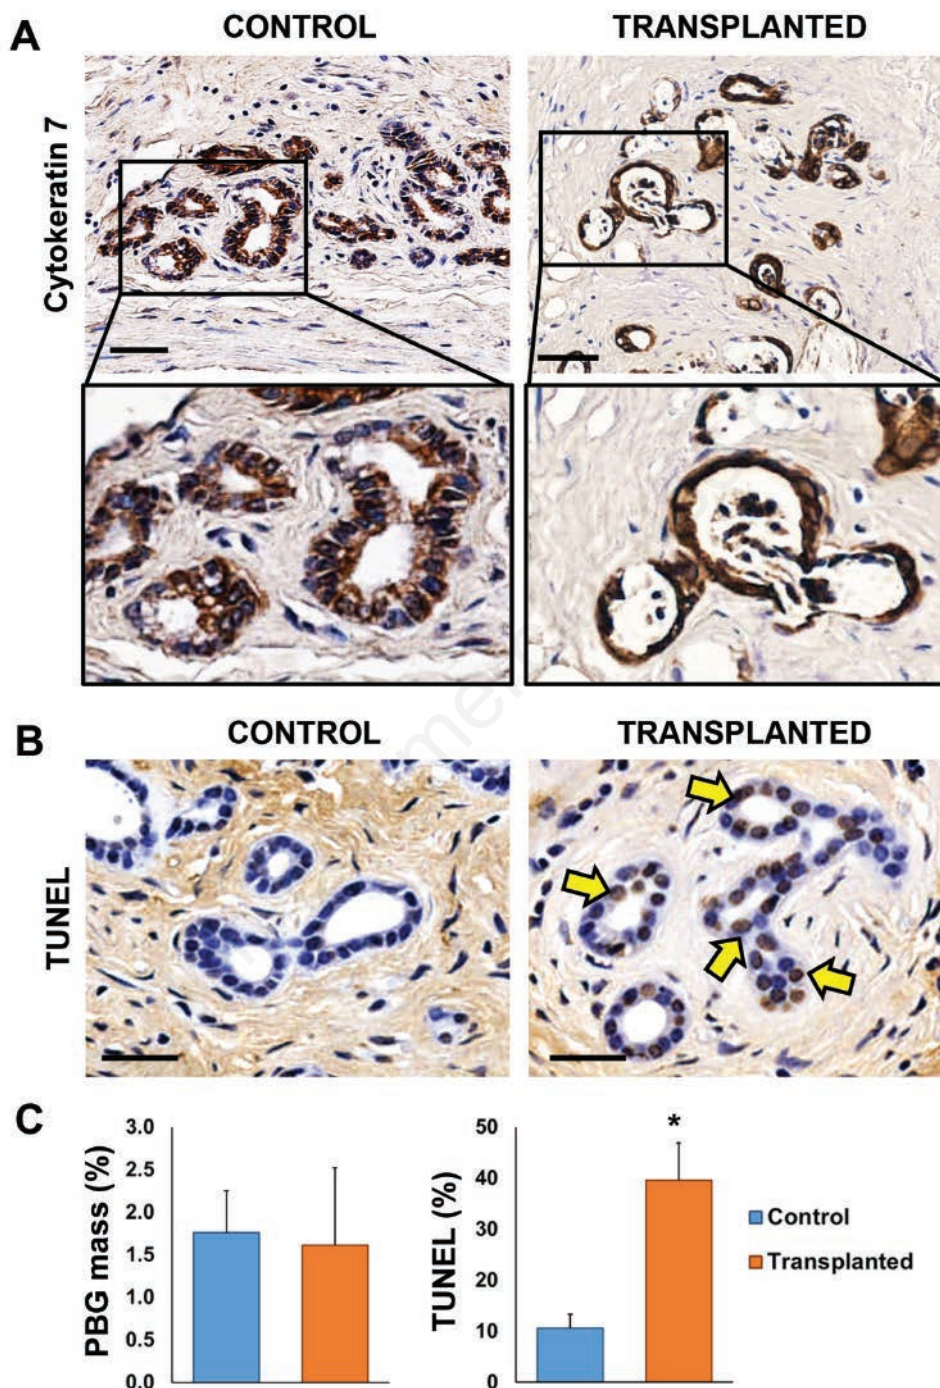 A
CONTROL
TRANSPLANTED
Cytokeratin 7
B
CONTROL
TRANSPLANTED
TUNEL
C
PBG mass (%)
3.0
2.5
2.0
1.5
1.0
0.5
0.0
TUNEL (%)
50
40
30
20
10
0
*
Control
Transplanted